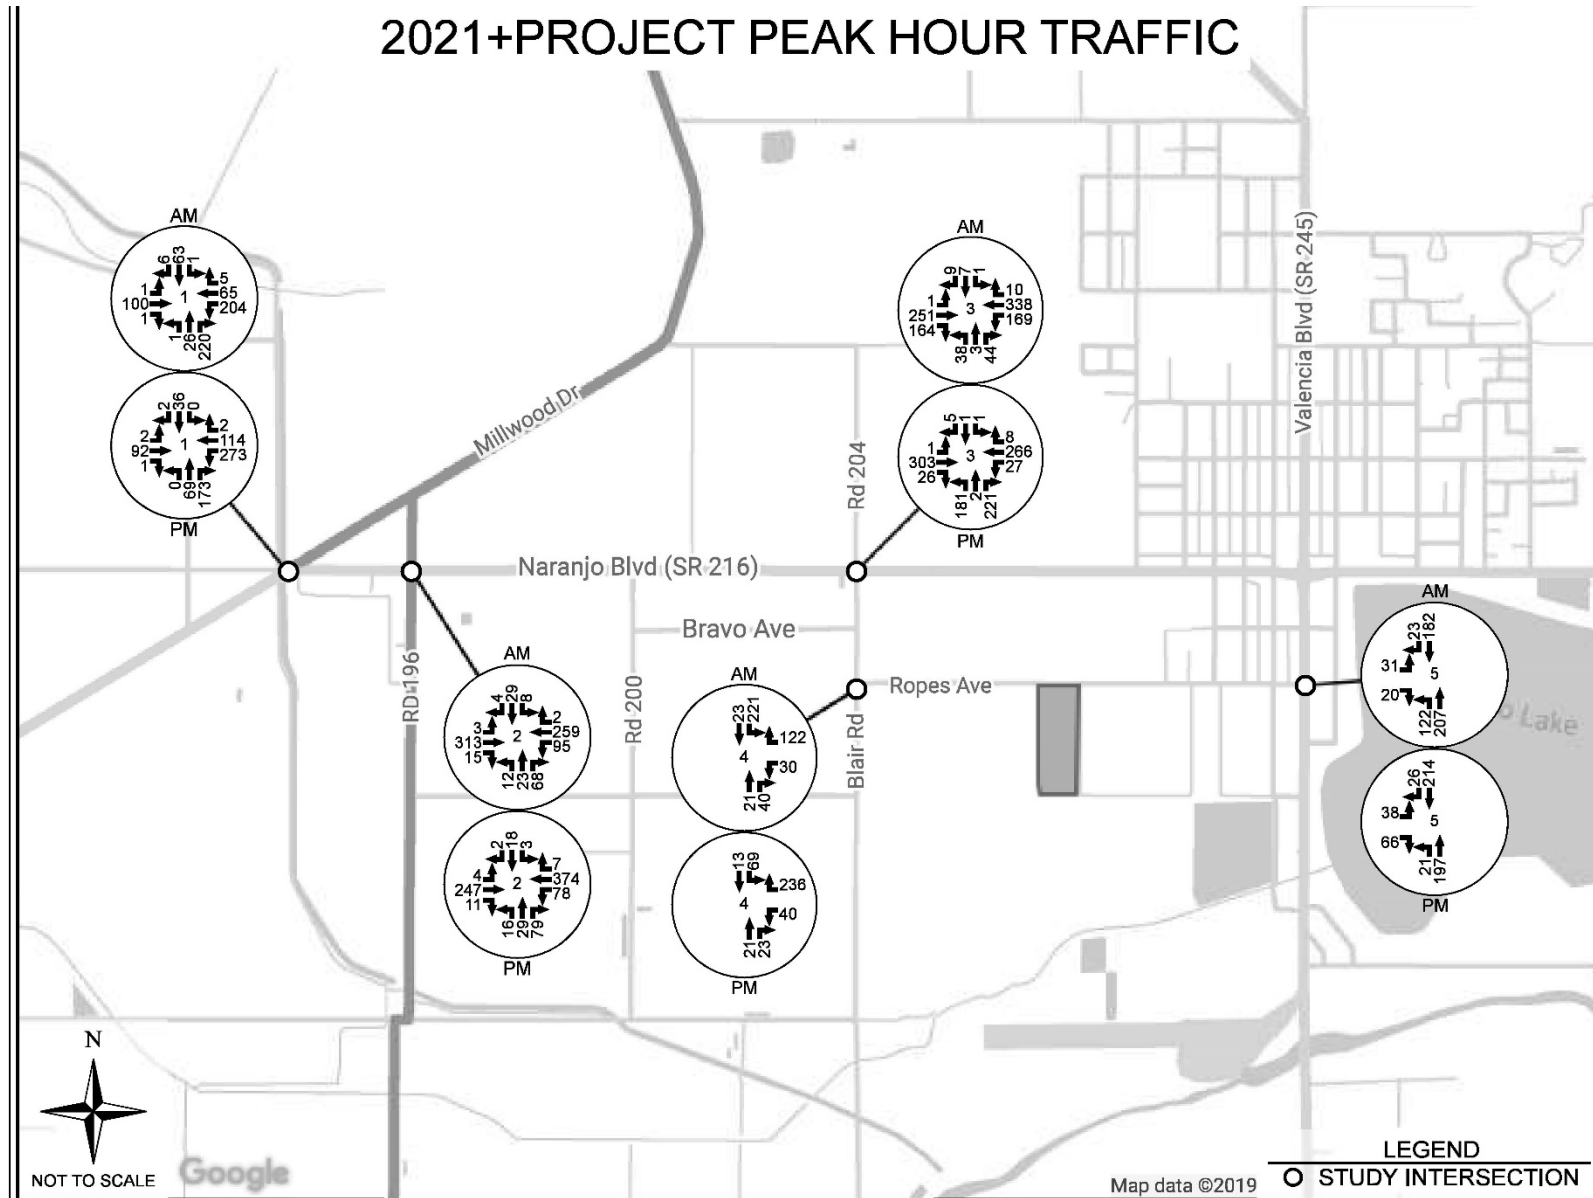 2021+PROJECT PEAK HOUR TRAFFIC
AM
6 63 1
1 5
100 1 65
1 204
1 26 220
2 36 0
2 2
92 1 114
1 273
0 69 173
PM
AM
9 7 1
1 10
251 3 338
164 169
38 3 44
5 1 1
1 8
303 3 266
26 27
181 2 221
PM
Millwood Dr
Rd 204
Valencia Blvd (SR 245)
Naranjo Blvd (SR 216)
Bravo Ave
Ropes Ave
RD 196
Rd 200
Blair Rd
o Lake
AM
4 29 8
3 2
313 2 259
15 95
12 23 68
2 18 3
4 7
247 2 374
11 78
16 29 79
PM
AM
23 221
122
4
30
21 40
13 69
236
4
40
21 23
PM
AM
23 182
31
5
20
122 207
26 214
38
5
66
21 197
PM
N
NOT TO SCALE
Google
Map data ©2019
LEGEND
STUDY INTERSECTION